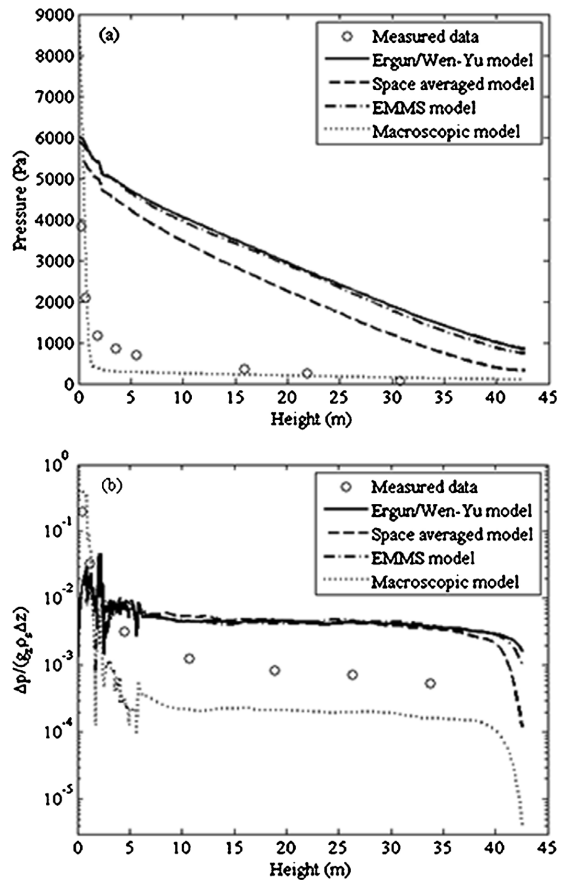 (a)
Measured data
Ergun/Wen-Yu model
Space averaged model
EMMS model
Macroscopic model
9000
8000
7000
6000
5000
4000
3000
2000
1000
0
Pressure (Pa)
0 5 10 15 20 25 30 35 40 45
Height (m)
(b)
Measured data
Ergun/Wen-Yu model
Space averaged model
EMMS model
Macroscopic model
10⁰
10⁻¹
10⁻²
10⁻³
10⁻⁴
10⁻⁵
Δp/(g_zρ_sΔz)
0 5 10 15 20 25 30 35 40 45
Height (m)